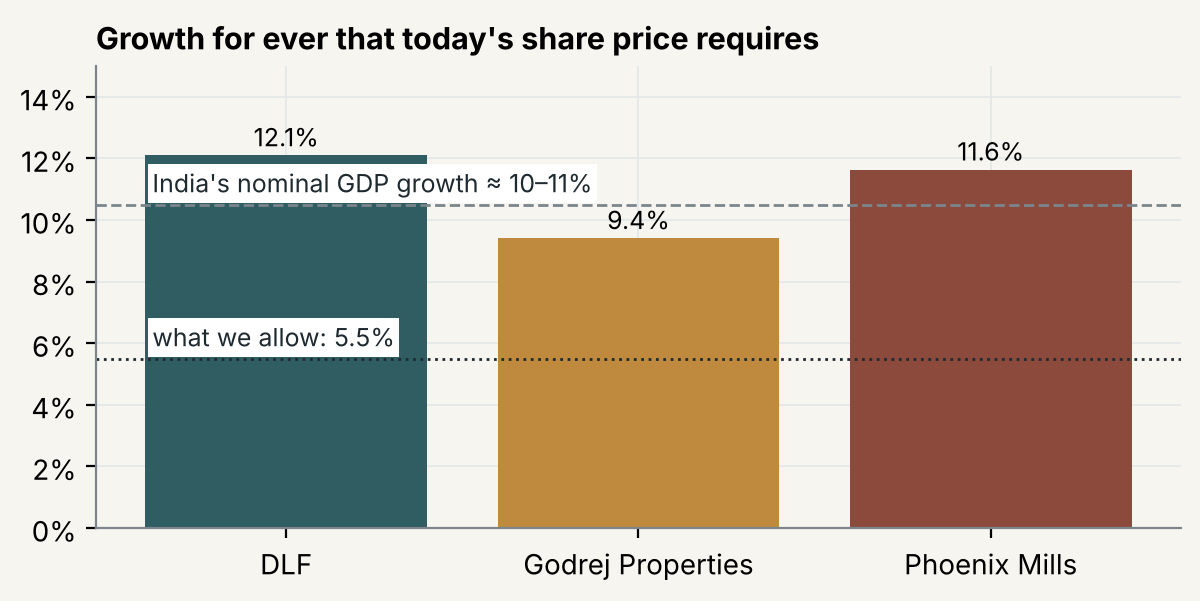 Growth for ever that today's share price requires
14%
12%
10%
8%
6%
4%
2%
0%
12.1%
India's nominal GDP growth ≈ 10–11%
9.4%
11.6%
what we allow: 5.5%
DLF
Godrej Properties
Phoenix Mills